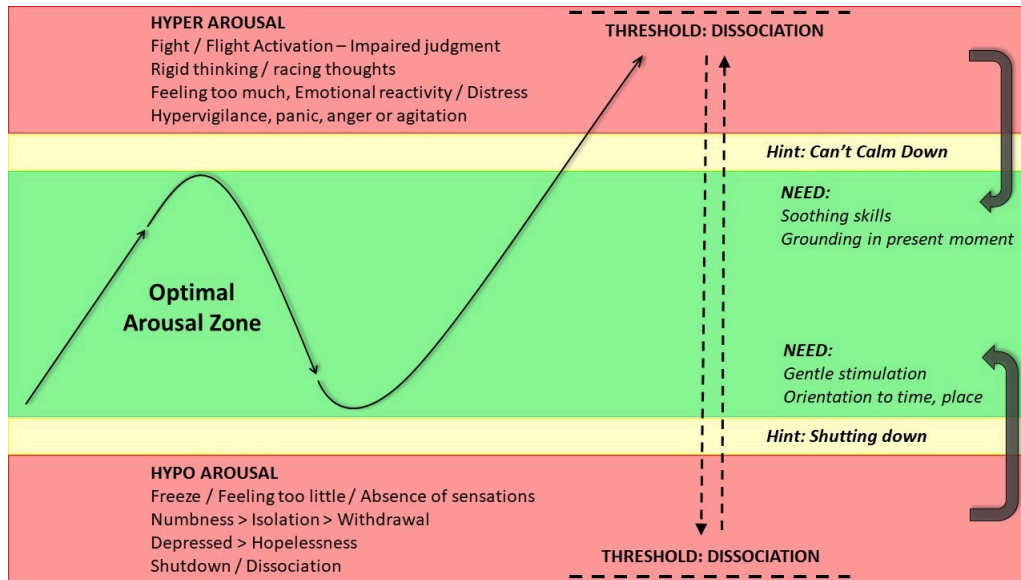 HYPER AROUSAL
Fight / Flight Activation – Impaired judgment
Rigid thinking / racing thoughts
Feeling too much, Emotional reactivity / Distress
Hypervigilance, panic, anger or agitation
THRESHOLD: DISSOCIATION
Hint: Can't Calm Down
NEED:
Soothing skills
Grounding in present moment
Optimal
Arousal Zone
NEED:
Gentle stimulation
Orientation to time, place
Hint: Shutting down
HYPO AROUSAL
Freeze / Feeling too little / Absence of sensations
Numbness > Isolation > Withdrawal
Depressed > Hopelessness
Shutdown / Dissociation
THRESHOLD: DISSOCIATION